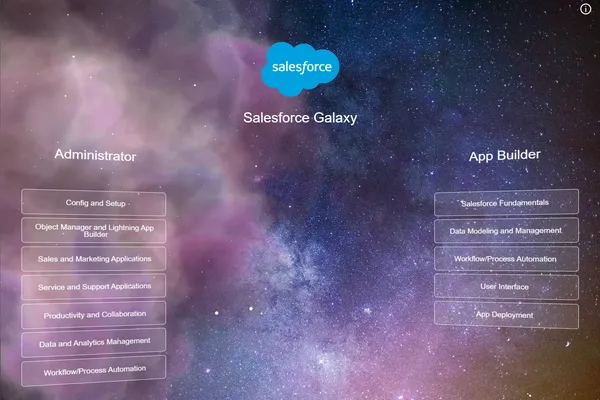 salesforce
Salesforce Galaxy
Administrator
Config and Setup
Object Manager and Lightning App
Builder
Sales and Marketing Applications
Service and Support Applications
Productivity and Collaboration
Data and Analytics Mahagement
Workflow/Process Automation
App Builder
Salesforce Fundamentals
Data Modeling and Management
Workflow/Process Automation
User Interface
App Deployment